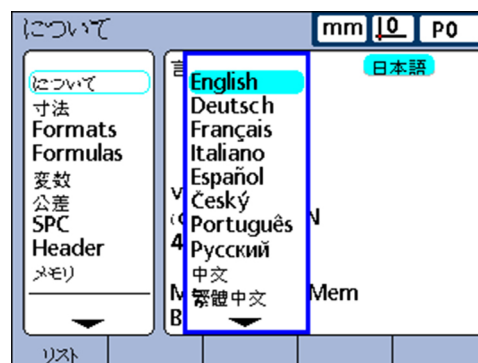 について mm 0 P0
について
寸法
Formats
Formulas
変数
公差
SPC
Header
メモリ
言
日本語
English
Deutsch
Français
Italiano
Español
Český
Português
Русский
中文
繁體中文
V
N
4
M Mem
B
リスト